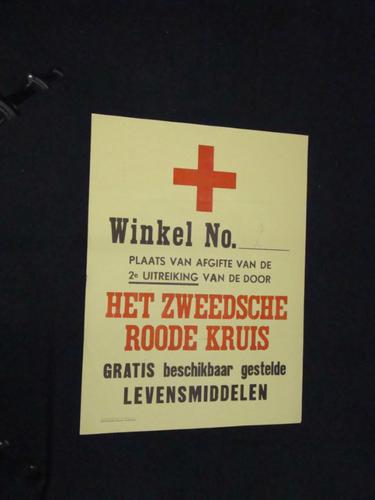 Winkel No.
PLAATS VAN AFGIFTE VAN DE
2e UITREIKING VAN DE DOOR
HET ZWEEDSCHE
ROODE KRUIS
GRATIS beschikbaar gestelde
LEVENSMIDDELEN